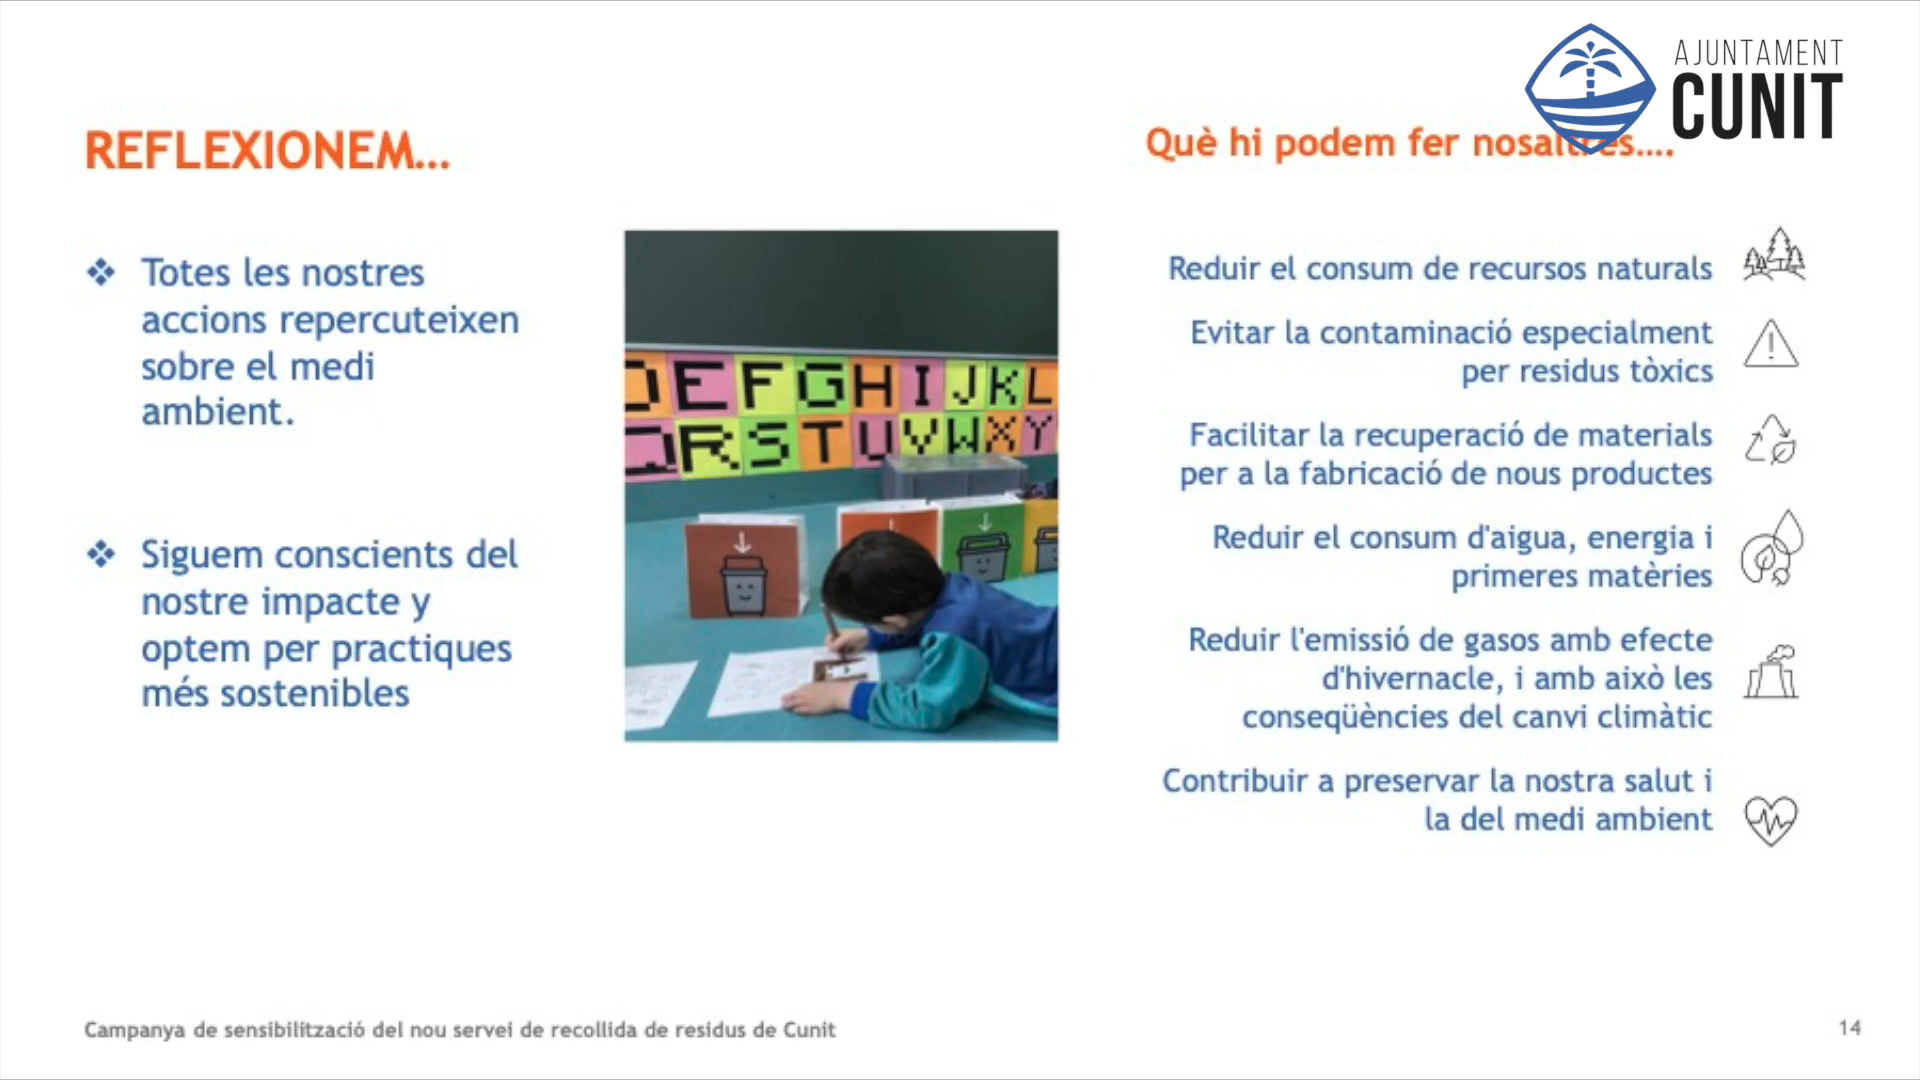 AJUNTAMENT
CUNIT
REFLEXIONEM...
Totes les nostres
accions repercuteixen
sobre el medi
ambient.
Siguem conscients del
nostre impacte y
optem per practiques
més sostenibles
DEFGHIJKL
QRSTUVWXY
Què hi podem fer nosaltres....
Reduir el consum de recursos naturals
Evitar la contaminació especialment
per residus tòxics
Facilitar la recuperació de materials
per a la fabricació de nous productes
Reduir el consum d'aigua, energia i
primeres matèries
Reduir l'emissió de gasos amb efecte
d'hivernacle, i amb això les
conseqüències del canvi climàtic
Contribuir a preservar la nostra salut i
la del medi ambient
Campanya de sensibilització del nou servei de recollida de residus de Cunit
14